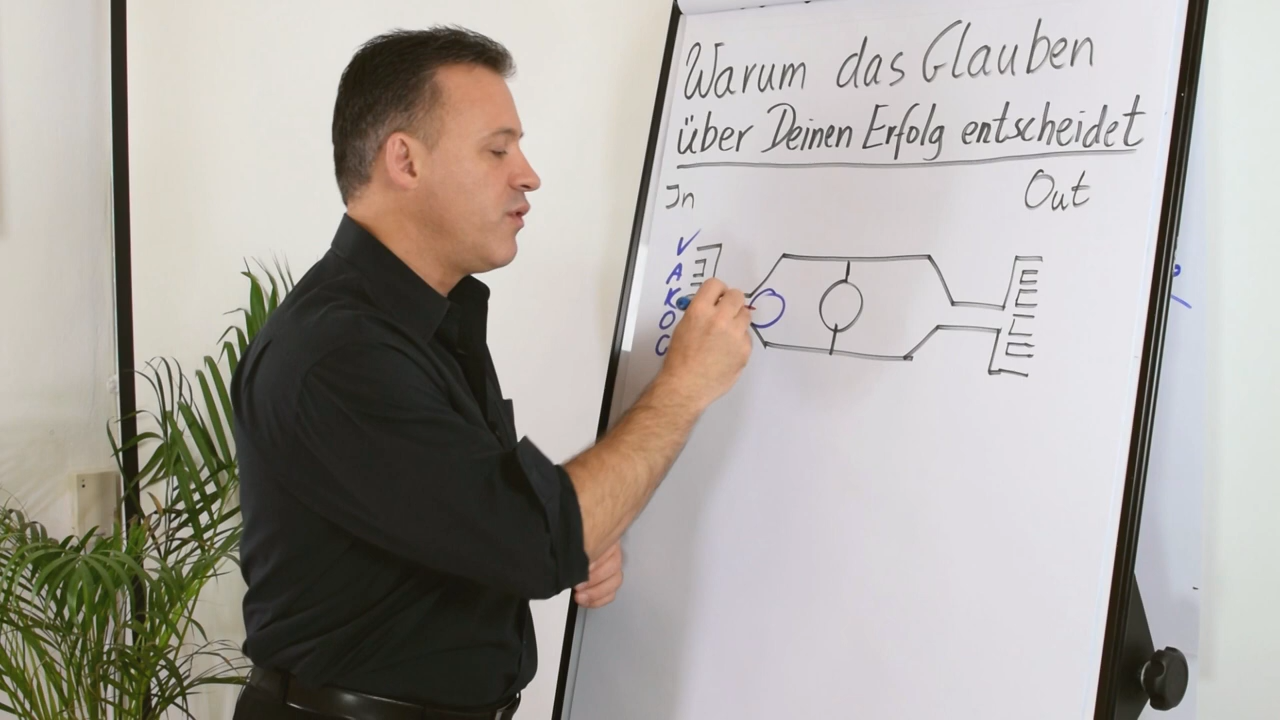 Warum das Glauben
über Deinen Erfolg entscheidet
In
Out
V
A
K
O